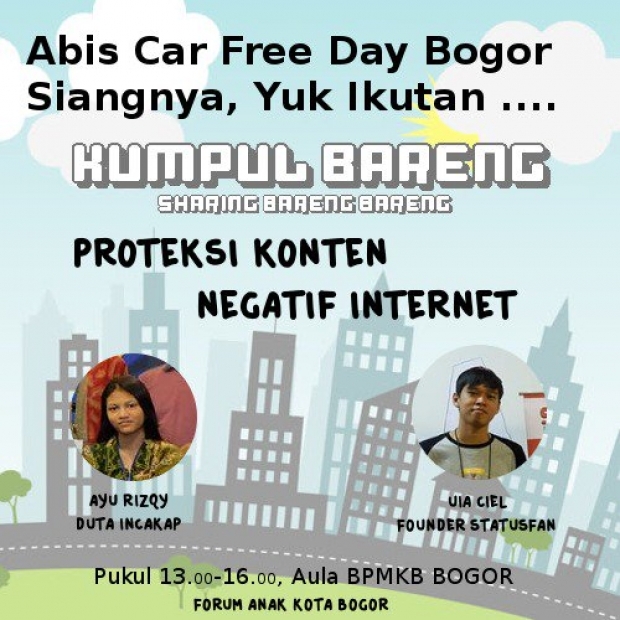 Abis Car Free Day Bogor
Siangnya, Yuk Ikutan ....
KUMPUL BARENG
SHARING BARENG BARENG
PROTEKSI KONTEN
NEGATIF INTERNET
AYU RIZQY
DUTA INCAKAP
UIA CIEL
FOUNDER STATUSFAN
Pukul 13.00-16.00, Aula BPMKB BOGOR
FORUM ANAK KOTA BOGOR